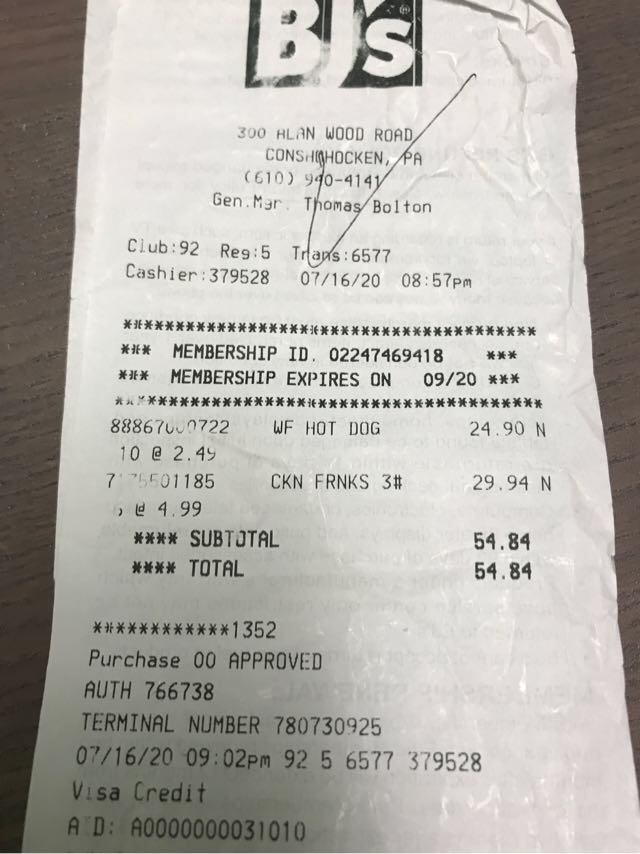 BJ's
300 ALAN WOOD ROAD
CONSHOHOCKEN, PA
(610) 940-4141
Gen.Mgr. Thomas Bolton
Club:92 Reg:5 Trans:6577
Cashier:379528 07/16/20 08:57pm
****************************************
*** MEMBERSHIP ID. 02247469418 ***
*** MEMBERSHIP EXPIRES ON 09/20 ***
****************************************
88867000722 WF HOT DOG 24.90 N
10 @ 2.49
CKN FRNKS 3# 29.94 N
@ 4.99
**** SUBTOTAL 54.84
**** TOTAL 54.84
************1352
Purchase 00 APPROVED
AUTH 766738
TERMINAL NUMBER 780730925
07/16/20 09:02pm 92 5 6577 379528
Visa Credit
AID: A0000000031010